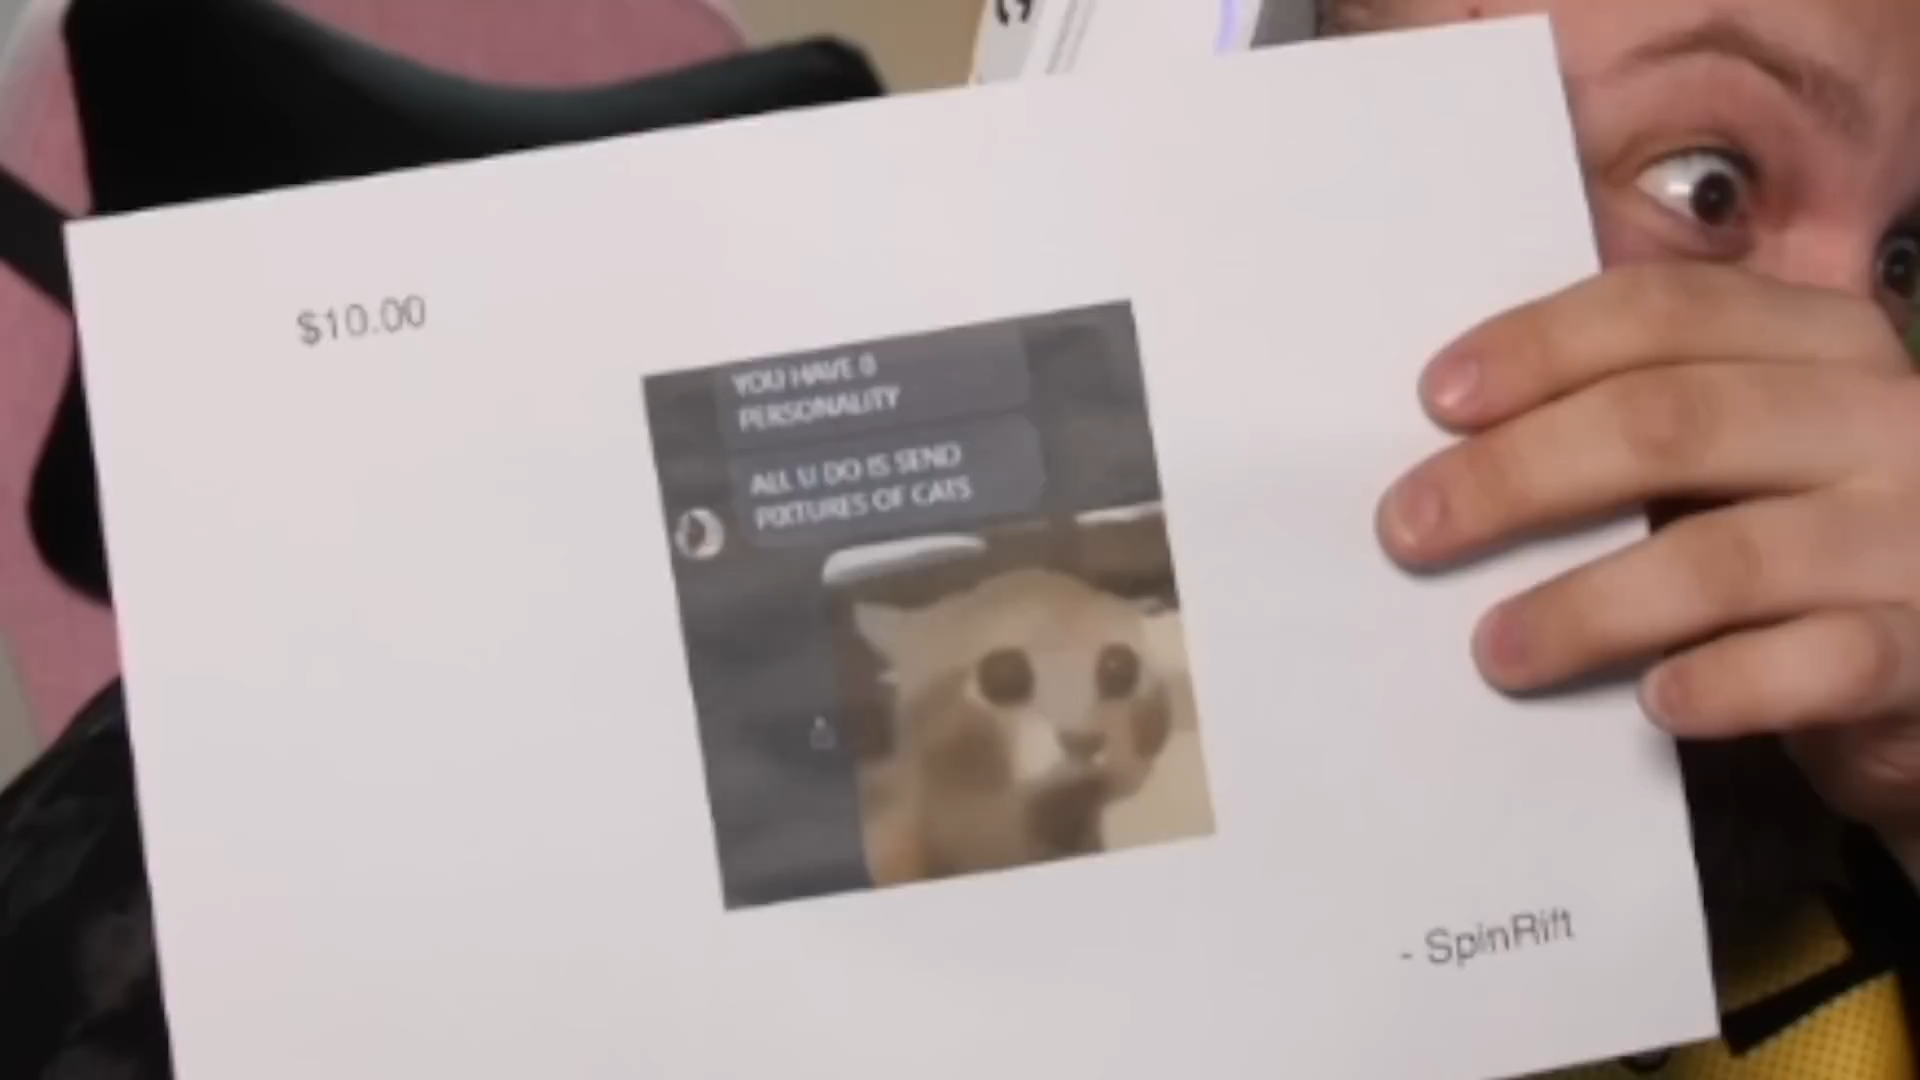 $10.00
YOU HAVE 0
PERSONALITY
ALL U DO IS SEND
PIXTURES OF CATS
- SpinRift